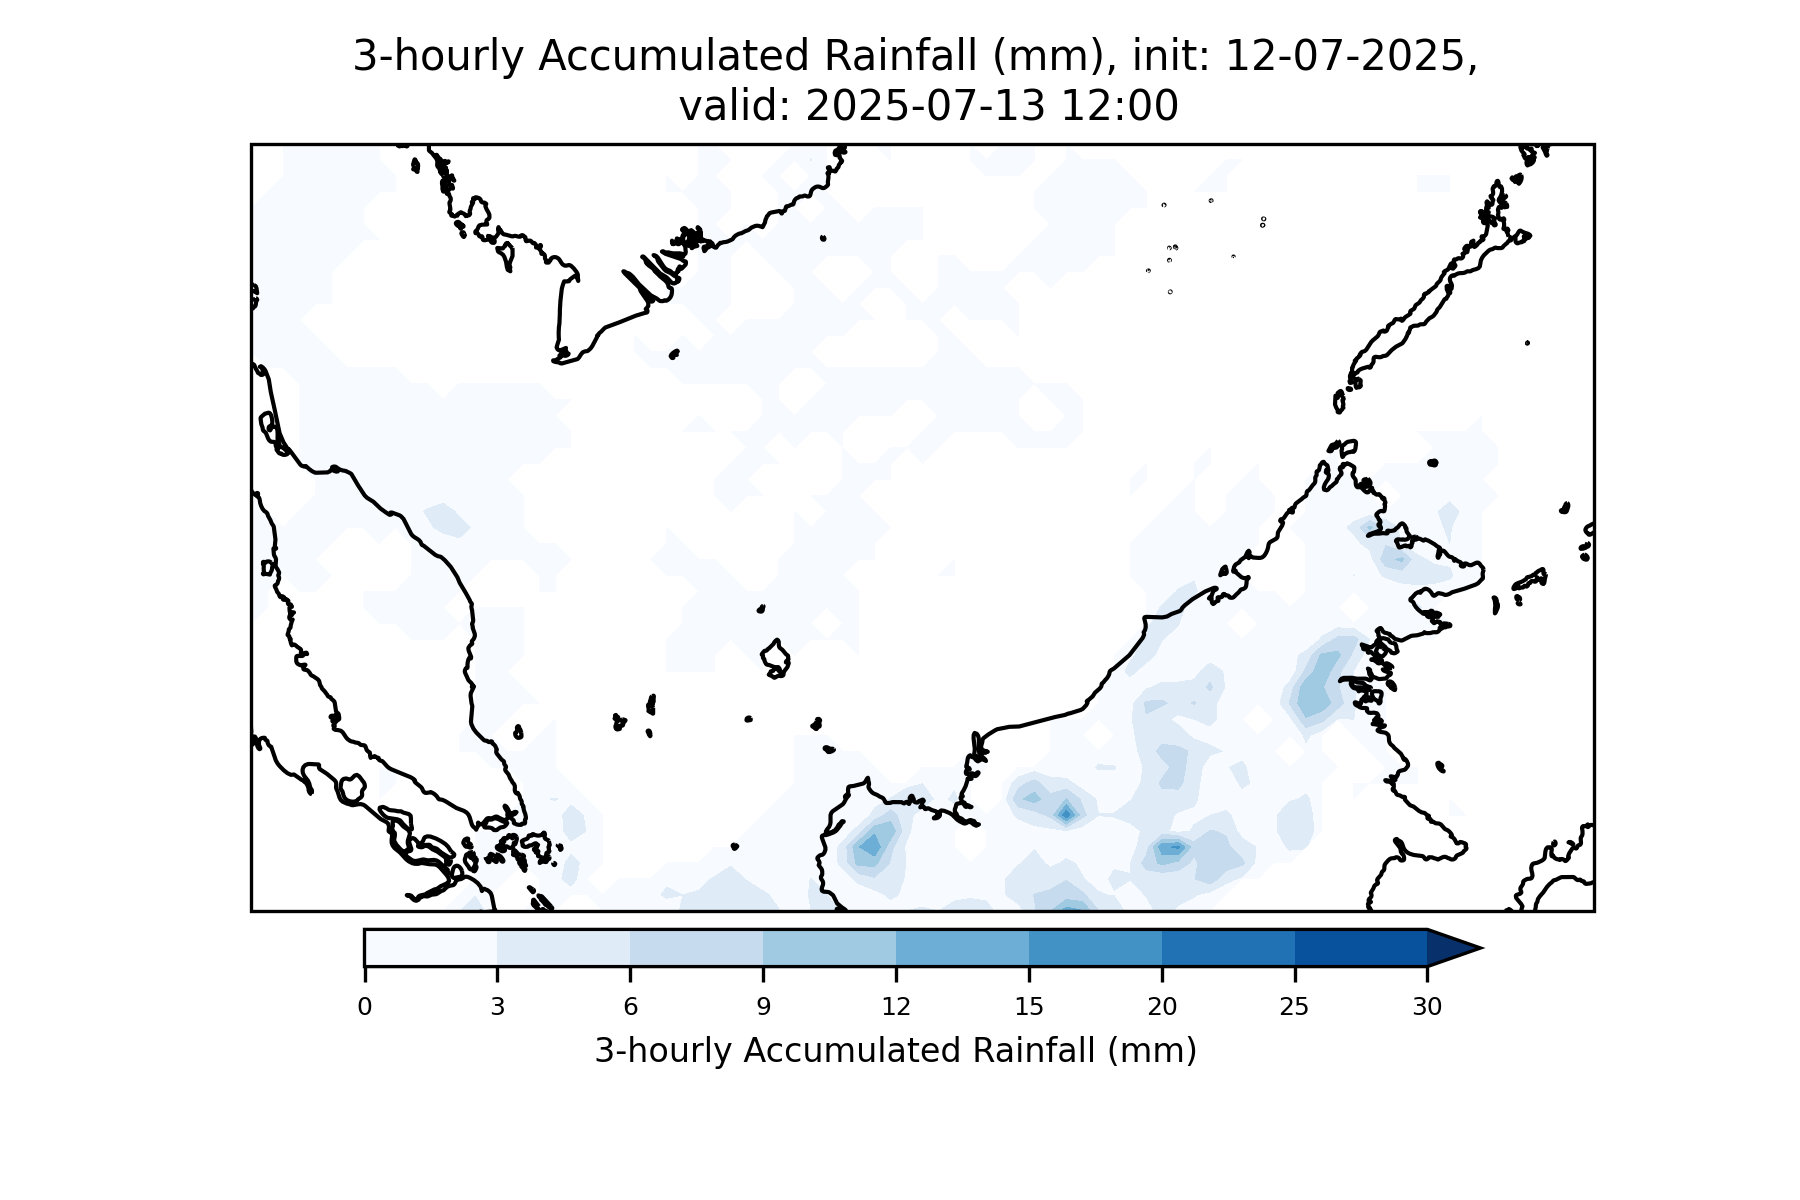 3-hourly Accumulated Rainfall (mm), init: 12-07-2025,
valid: 2025-07-13 12:00
0 3 6 9 12 15 20 25 30
3-hourly Accumulated Rainfall (mm)